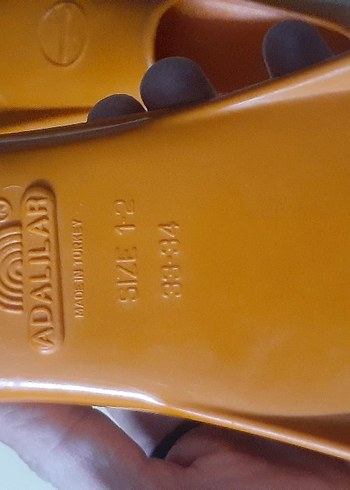 ADALILAR
MADE IN TURKEY
SIZE 1-2
33-34